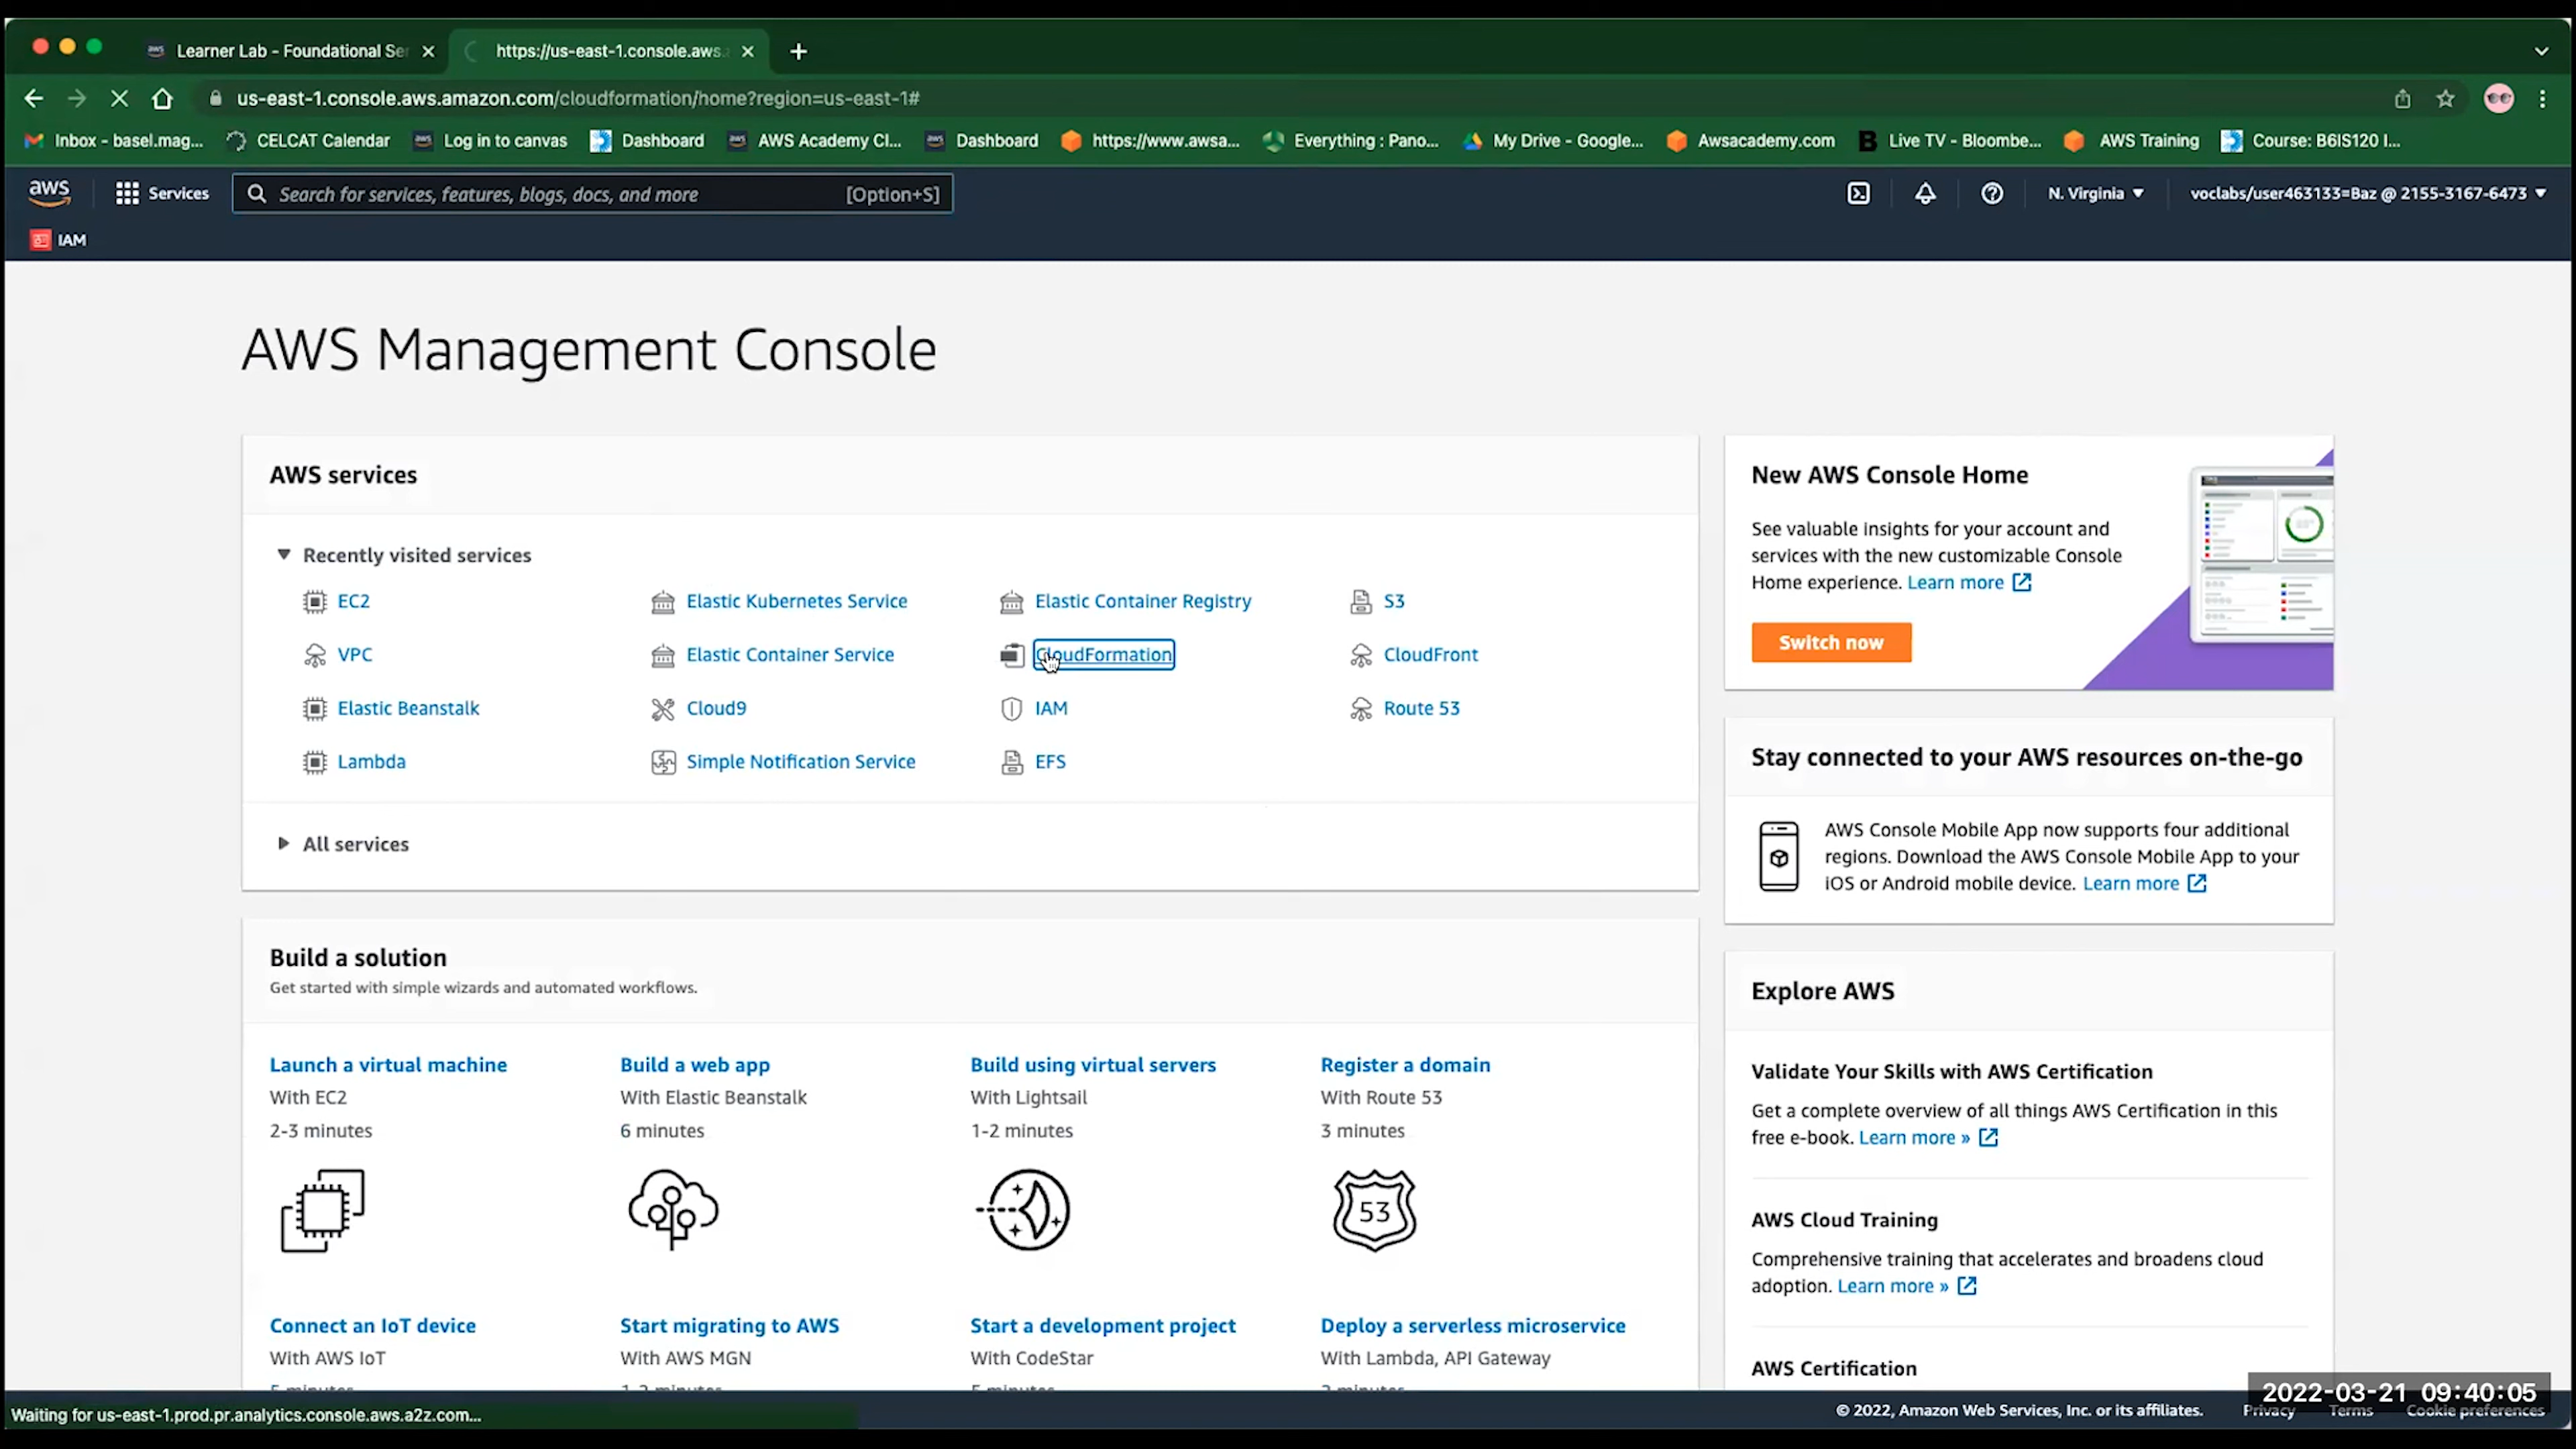 Learner Lab - Foundational Ser
https://us-east-1.console.aws.
us-east-1.console.aws.amazon.com/cloudformation/home?region=us-east-1#
Inbox - basel.mag... CELCAT Calendar Log in to canvas Dashboard AWS Academy Cl... Dashboard https://www.awsa... Everything : Pano... My Drive - Google... Awsacademy.com Live TV - Bloombe... AWS Training Course: B6IS120 I...
aws Services Search for services, features, blogs, docs, and more [Option+S] N. Virginia voclabs/user463133=Baz @ 2155-3167-6473
IAM
AWS Management Console
AWS services
Recently visited services
EC2 Elastic Kubernetes Service Elastic Container Registry S3
VPC Elastic Container Service CloudFormation CloudFront
Elastic Beanstalk Cloud9 IAM Route 53
Lambda Simple Notification Service EFS
All services
Build a solution
Get started with simple wizards and automated workflows.
Launch a virtual machine
With EC2
2-3 minutes
Build a web app
With Elastic Beanstalk
6 minutes
Build using virtual servers
With Lightsail
1-2 minutes
Register a domain
With Route 53
3 minutes
53
Connect an IoT device
With AWS IoT
Start migrating to AWS
With AWS MGN
Start a development project
With CodeStar
Deploy a serverless microservice
With Lambda, API Gateway
New AWS Console Home
See valuable insights for your account and
services with the new customizable Console
Home experience. Learn more
Switch now
Stay connected to your AWS resources on-the-go
AWS Console Mobile App now supports four additional
regions. Download the AWS Console Mobile App to your
iOS or Android mobile device. Learn more
Explore AWS
Validate Your Skills with AWS Certification
Get a complete overview of all things AWS Certification in this
free e-book. Learn more »
AWS Cloud Training
Comprehensive training that accelerates and broadens cloud
adoption. Learn more »
AWS Certification
2022-03-21 09:40:05
Waiting for us-east-1.prod.pr.analytics.console.aws.a2z.com...
© 2022, Amazon Web Services, Inc. or its affiliates. Privacy Terms Cookie preferences